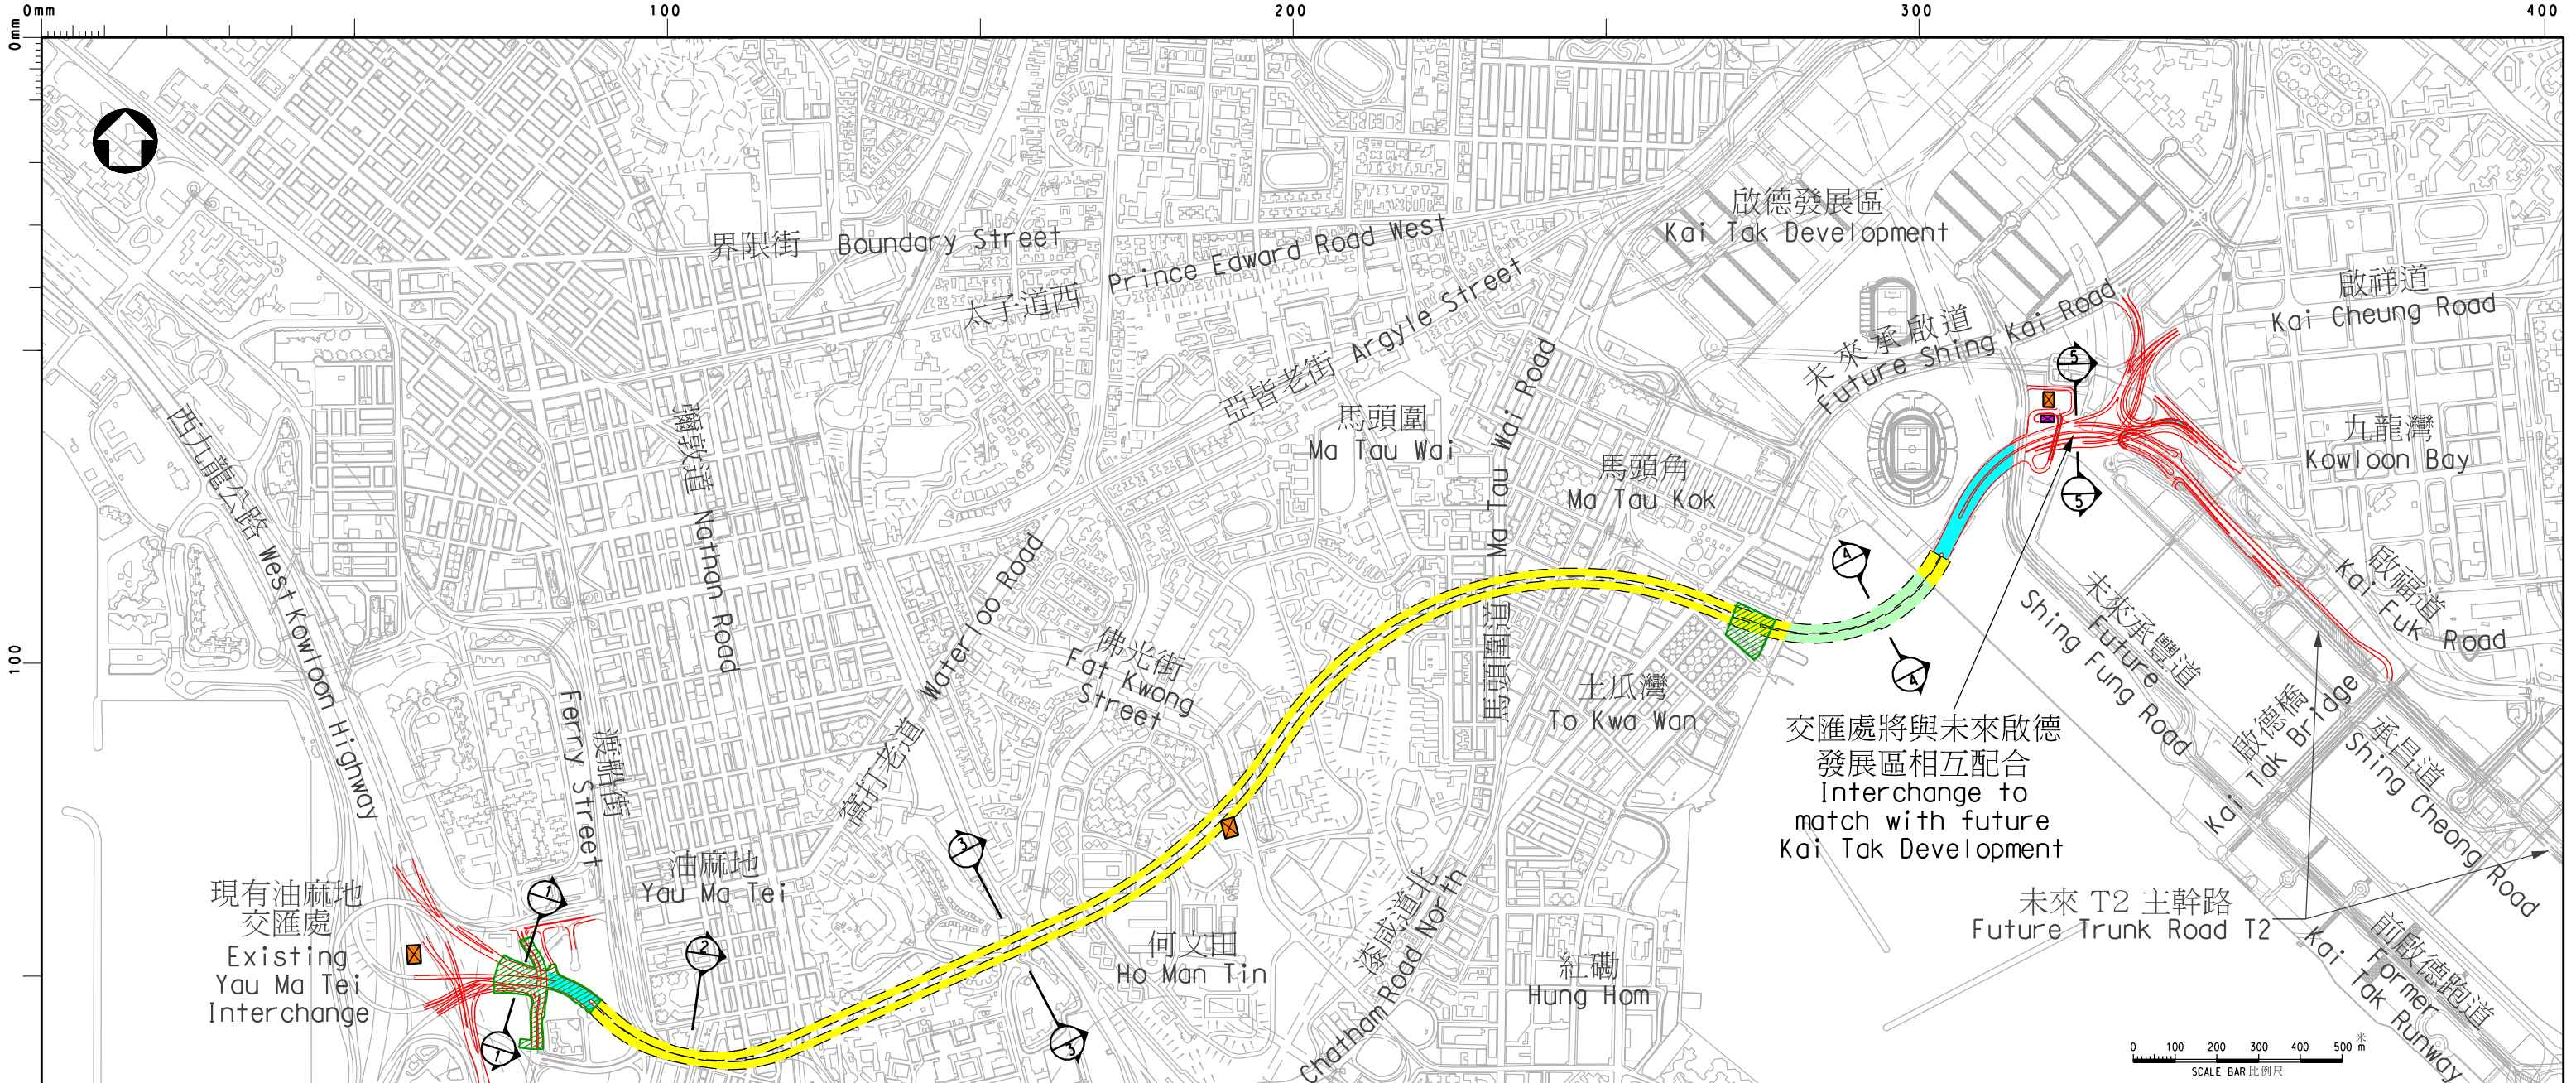 0mm
100
200
300
400
0mm
100
啟德發展區
Kai Tak Development
界限街 Boundary Street
太子道西 Prince Edward Road West
亞皆老街 Argyle Street
啟祥道
Kai Cheung Road
未來承啟道
Future Shing Kai Road
5
西九龍公路 West Kowloon Highway
彌敦道 Nathan Road
馬頭圍
Ma Tau Wai
馬頭圍道 Ma Tau Wai Road
馬頭角
Ma Tau Kok
九龍灣
Kowloon Bay
5
4
4
窩打老道 Waterloo Road
佛光街
Fat Kwong
Street
未來承豐道
Future
Shing Fung Road
啟福道
Kai Fuk Road
土瓜灣
To Kwa Wan
渡船街
Ferry Street
交匯處將與未來啟德
發展區相互配合
Interchange to
match with future
Kai Tak Development
啟德橋
Kai Tak Bridge
承昌道
Shing Cheong Road
油麻地
Yau Ma Tei
3
現有油麻地
交匯處
Existing
Yau Ma Tei
Interchange
1
2
何文田
Ho Man Tin
漆咸道北
Chatham Road North
紅磡
Hung Hom
未來 T2 主幹路
Future Trunk Road T2
前啟德跑道
Former
Kai Tak Runway
1
3
0 100 200 300 400 500 米 m
SCALE BAR 比例尺